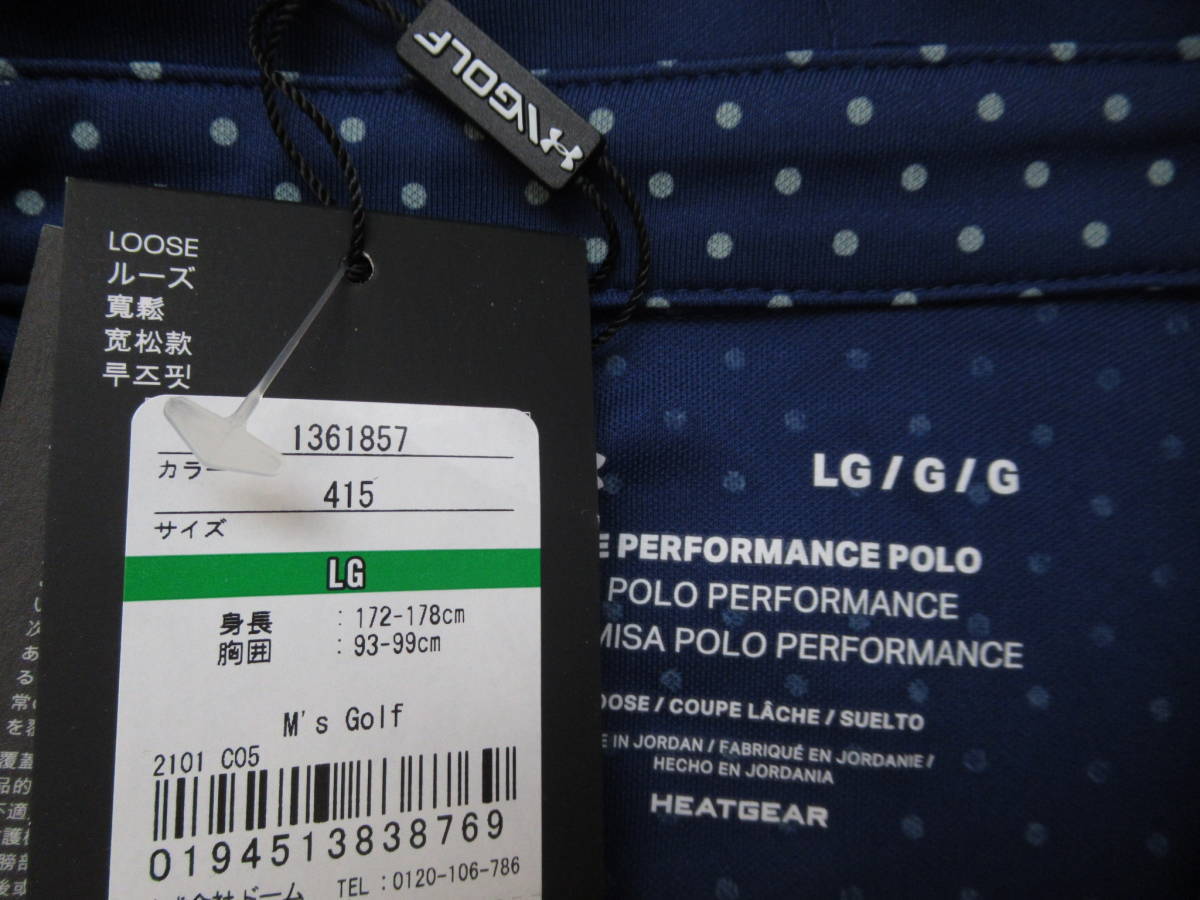 GOLF
LOOSE
ルーズ
寬鬆
宽松款
루즈핏
1361857
カラー
415
サイズ
LG
身長 : 172-178cm
胸囲 : 93-99cm
M's Golf
2101 C05
0194513838769
TEL : 0120-106-786
LG / G / G
PERFORMANCE POLO
POLO PERFORMANCE
MISA POLO PERFORMANCE
OOSE / COUPE LÂCHE / SUELTO
E IN JORDAN / FABRIQUÉ EN JORDANIE /
HECHO EN JORDANIA
HEATGEAR